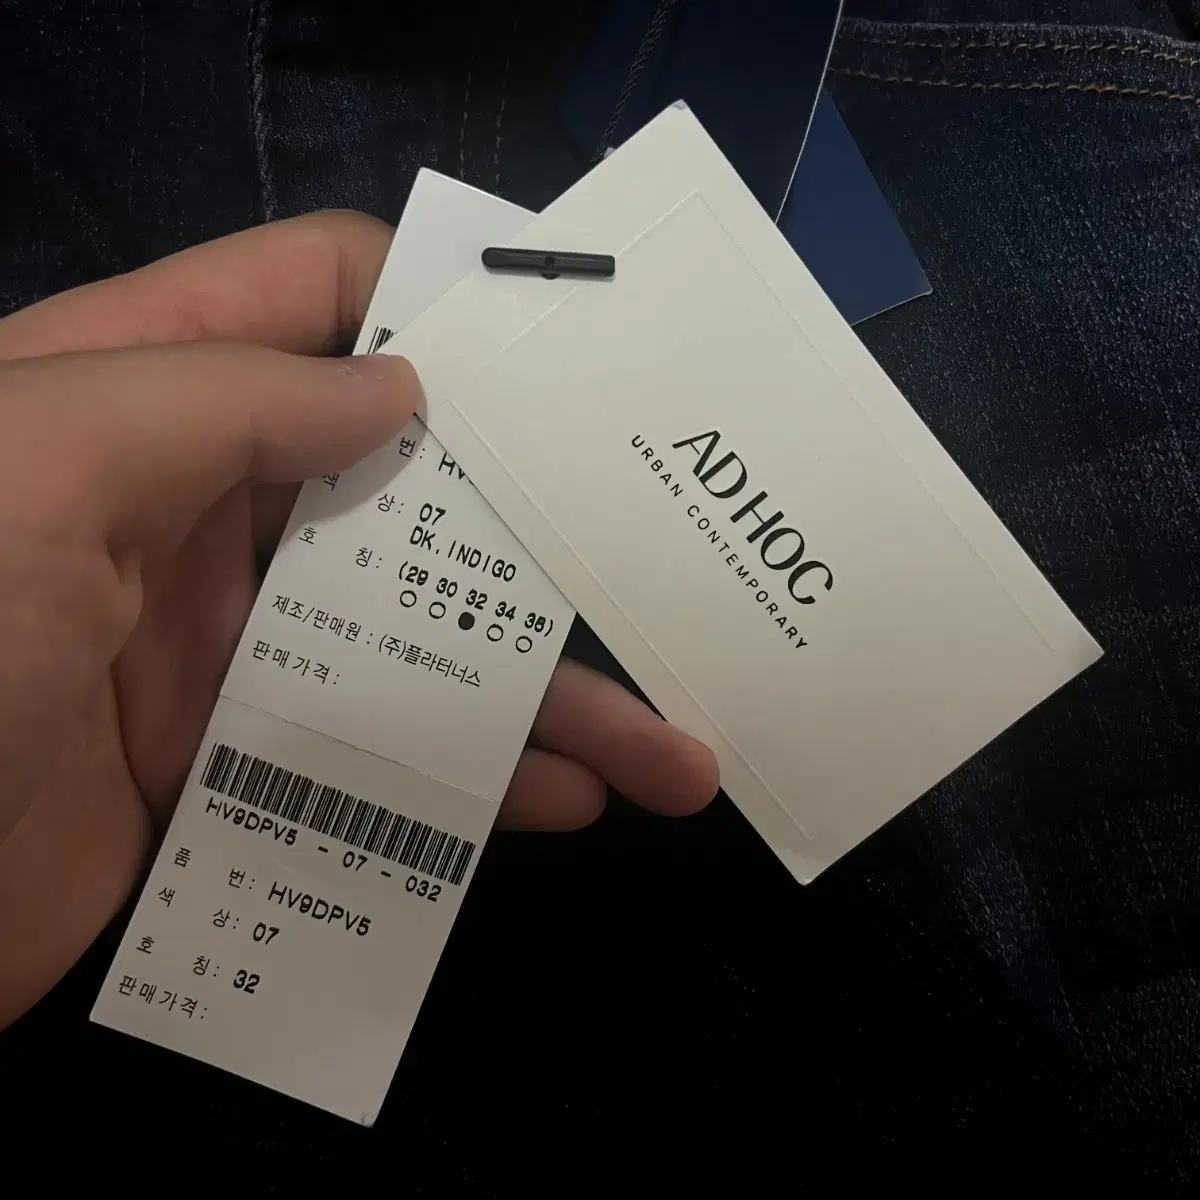 번: HV
색 상: 07
DK.INDIGO
호 칭: (29 30 32 34 36)
제조/판매원 : (주)플라터너스
판매가격:
HV9DPV5 - 07 - 032
품 번: HV9DPV5
색 상: 07
호 칭: 32
판매가격:
AD HOC
URBAN CONTEMPORARY